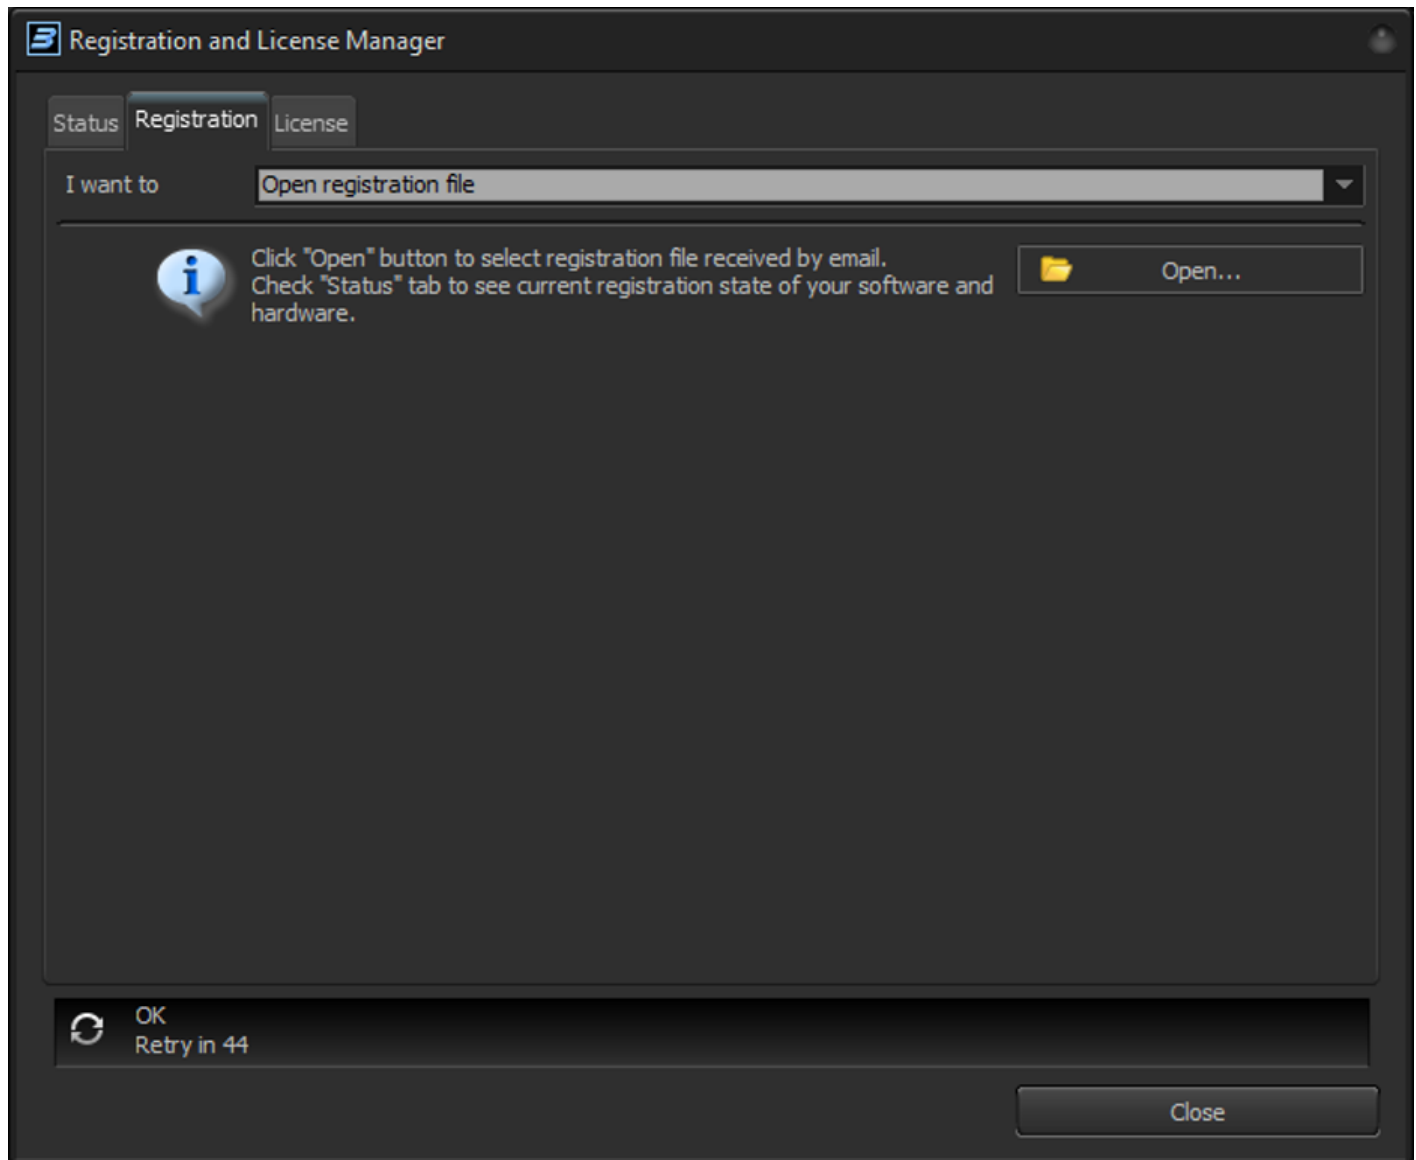 Registration and License Manager
Status Registration License
I want to Open registration file
Click "Open" button to select registration file received by email.
Check "Status" tab to see current registration state of your software and
hardware.
Open...
OK
Retry in 44
Close